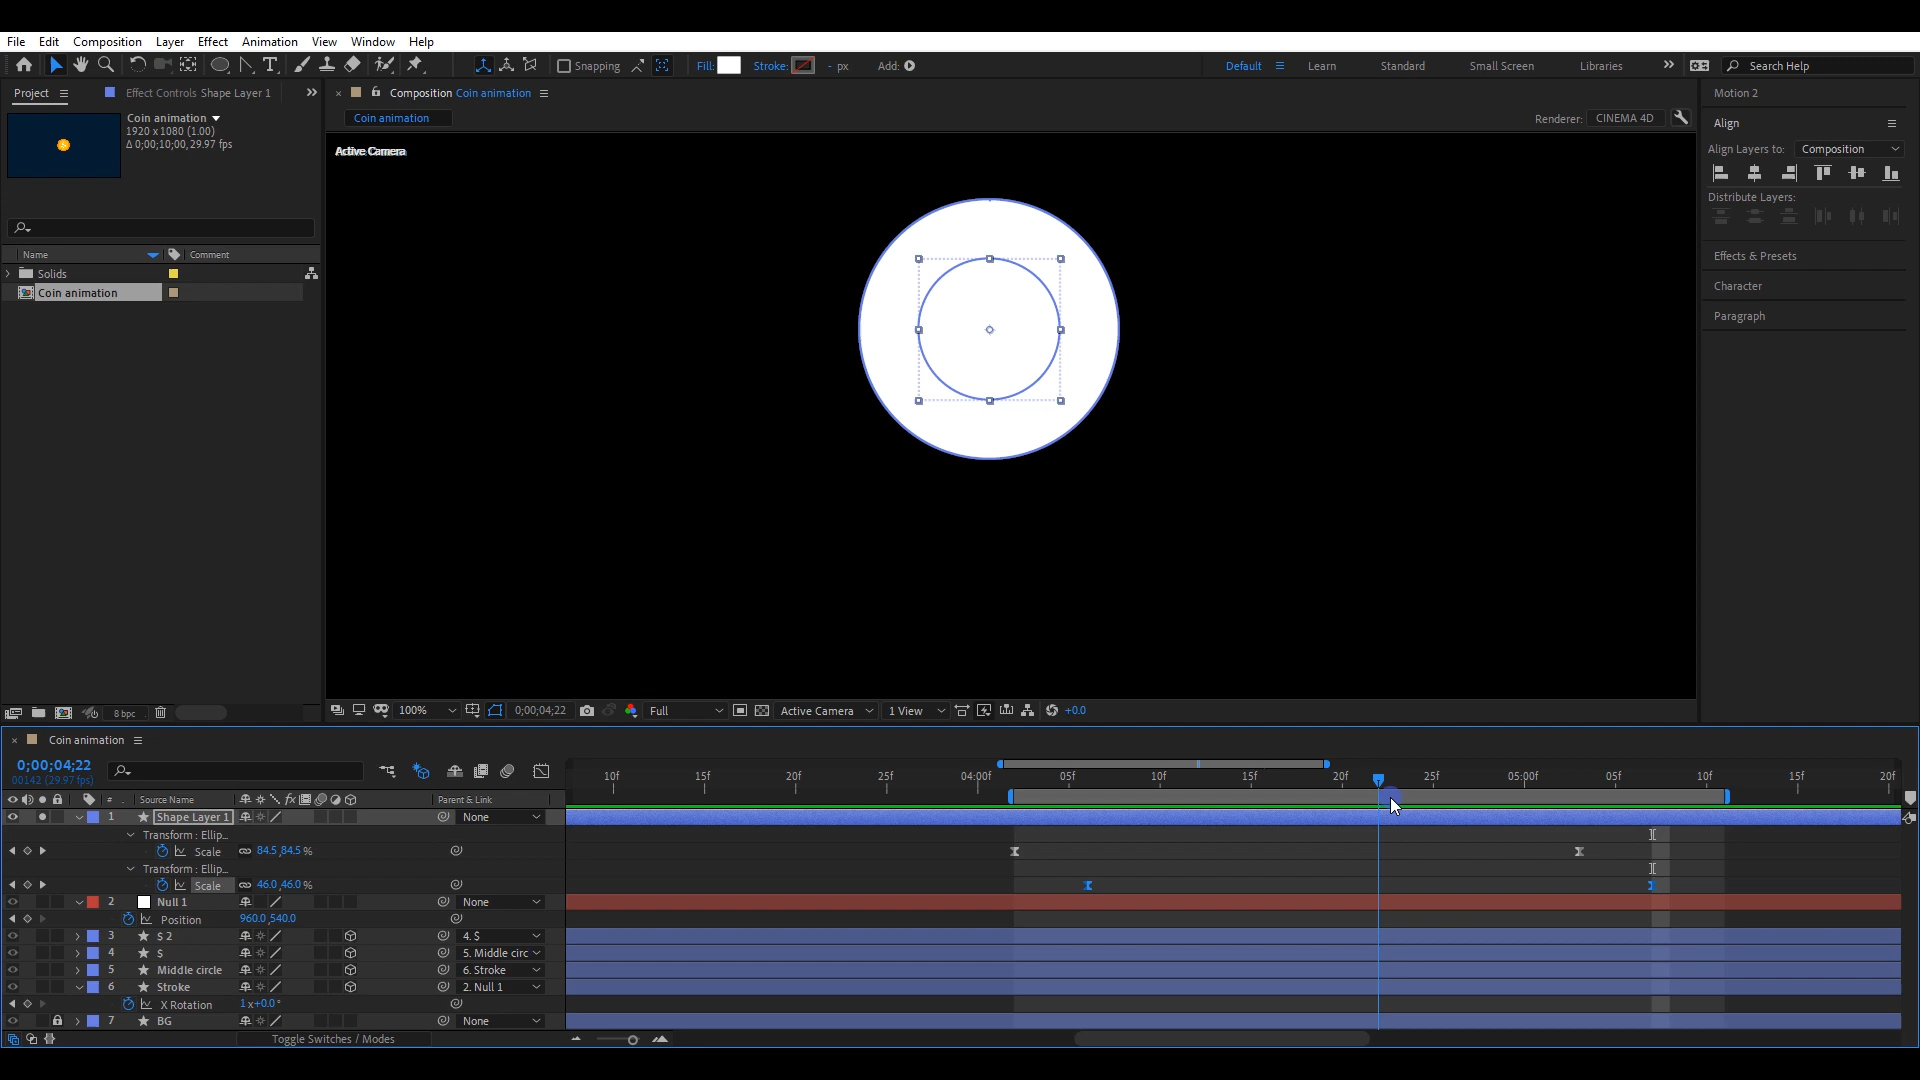 File Edit Composition Layer Effect Animation View Window Help
Fill: Stroke: - px Add:
Snapping
Default Learn Standard Small Screen Libraries Search Help
Project Effect Controls Shape Layer 1
Composition Coin animation
Coin animation
1920 x 1080 (1.00)
Δ 0;00;10;00, 29.97 fps
Coin animation
Renderer: CINEMA 4D
Active Camera
Motion 2
Align
Align Layers to: Composition
Distribute Layers:
Effects & Presets
Character
Paragraph
Name Comment
Solids
Coin animation
8 bpc
100% 0;00;04;22 Full Active Camera 1 View +0.0
Coin animation
0;00;04;22
00142 (29.97 fps)
10f 15f 20f 25f 04:00f 05f 10f 15f 20f 25f 05:00f 05f 10f 15f 20f
# Source Name fx Parent & Link
1 Shape Layer 1 None
Transform : Ellip...
Scale 84.5,84.5 %
Transform : Ellip...
Scale 46.0,46.0 %
2 Null 1 None
Position 960.0,540.0
3 $ 2 4. $
4 $ 5. Middle circ
5 Middle circle 6. Stroke
6 Stroke 2. Null 1
X Rotation 1x+0.0°
7 BG None
Toggle Switches / Modes